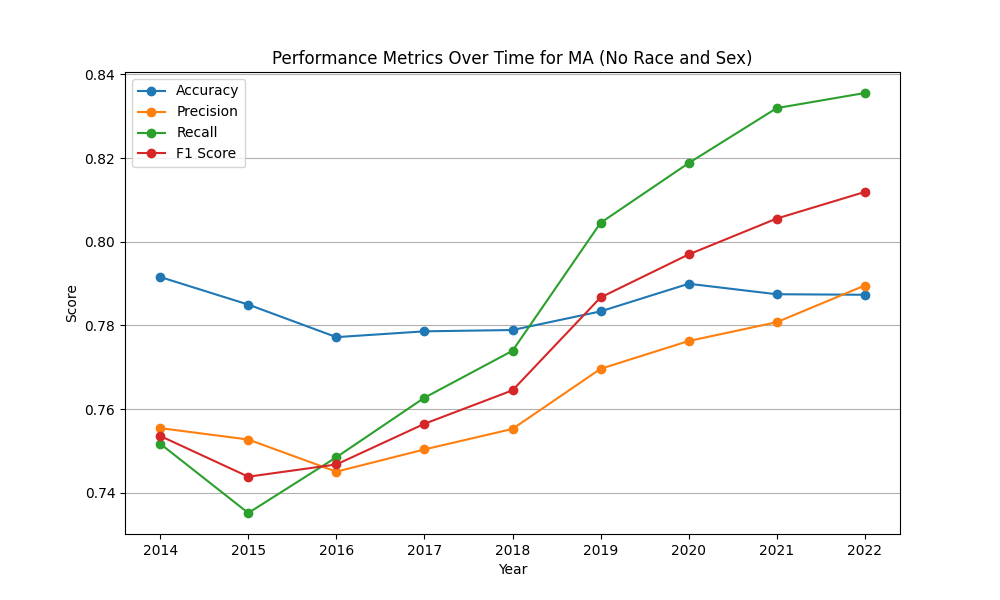 Performance Metrics Over Time for MA (No Race and Sex)
Accuracy
Precision
Recall
F1 Score
Score
0.84
0.82
0.80
0.78
0.76
0.74
2014 2015 2016 2017 2018 2019 2020 2021 2022
Year